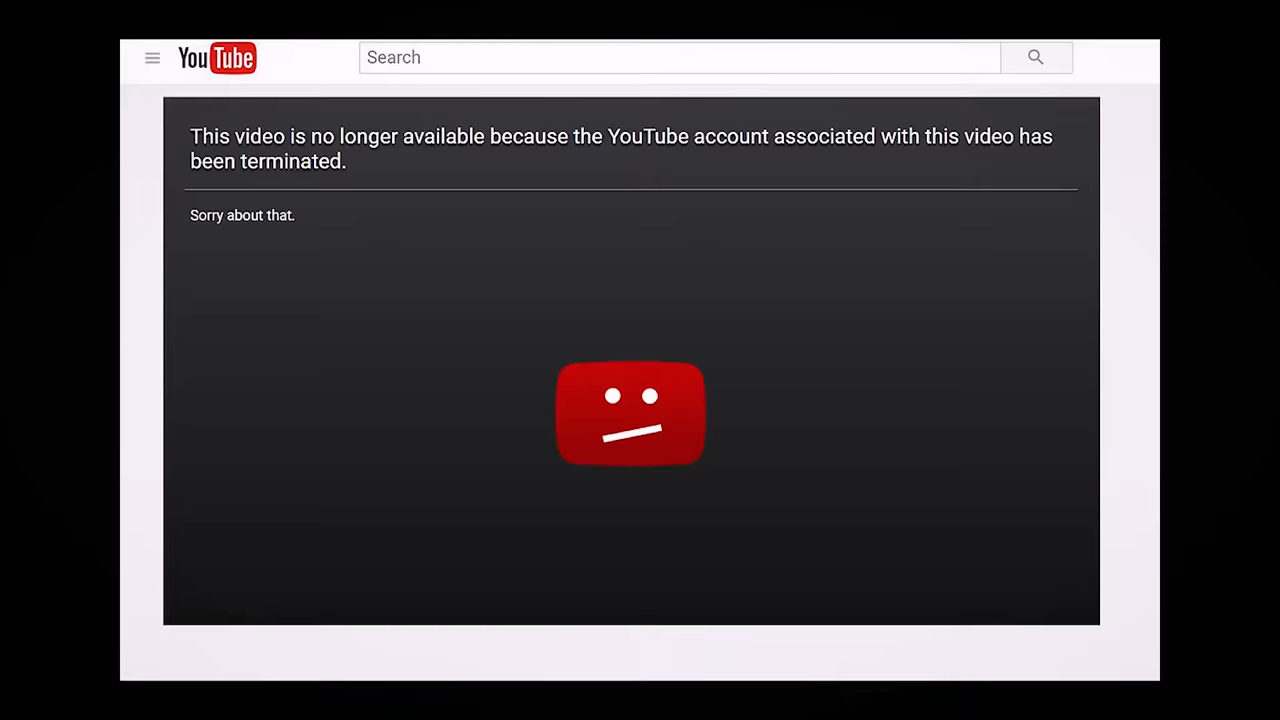 YouTube
Search
This video is no longer available because the YouTube account associated with this video has
been terminated.
Sorry about that.